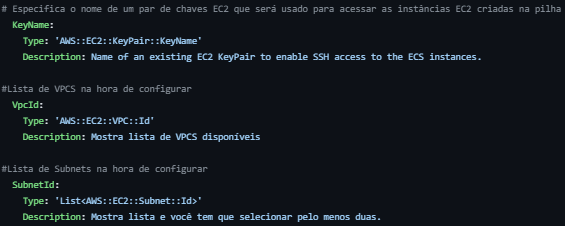 # Especifica o nome de um par de chaves EC2 que será usado para acessar as instâncias EC2 criadas na pilha
KeyName:
Type: 'AWS::EC2::KeyPair::KeyName'
Description: Name of an existing EC2 KeyPair to enable SSH access to the ECS instances.
#Lista de VPCS na hora de configurar
VpcId:
Type: 'AWS::EC2::VPC::Id'
Description: Mostra lista de VPCS disponíveis
#Lista de Subnets na hora de configurar
SubnetId:
Type: 'List<AWS::EC2::Subnet::Id>'
Description: Mostra lista e você tem que selecionar pelo menos duas.